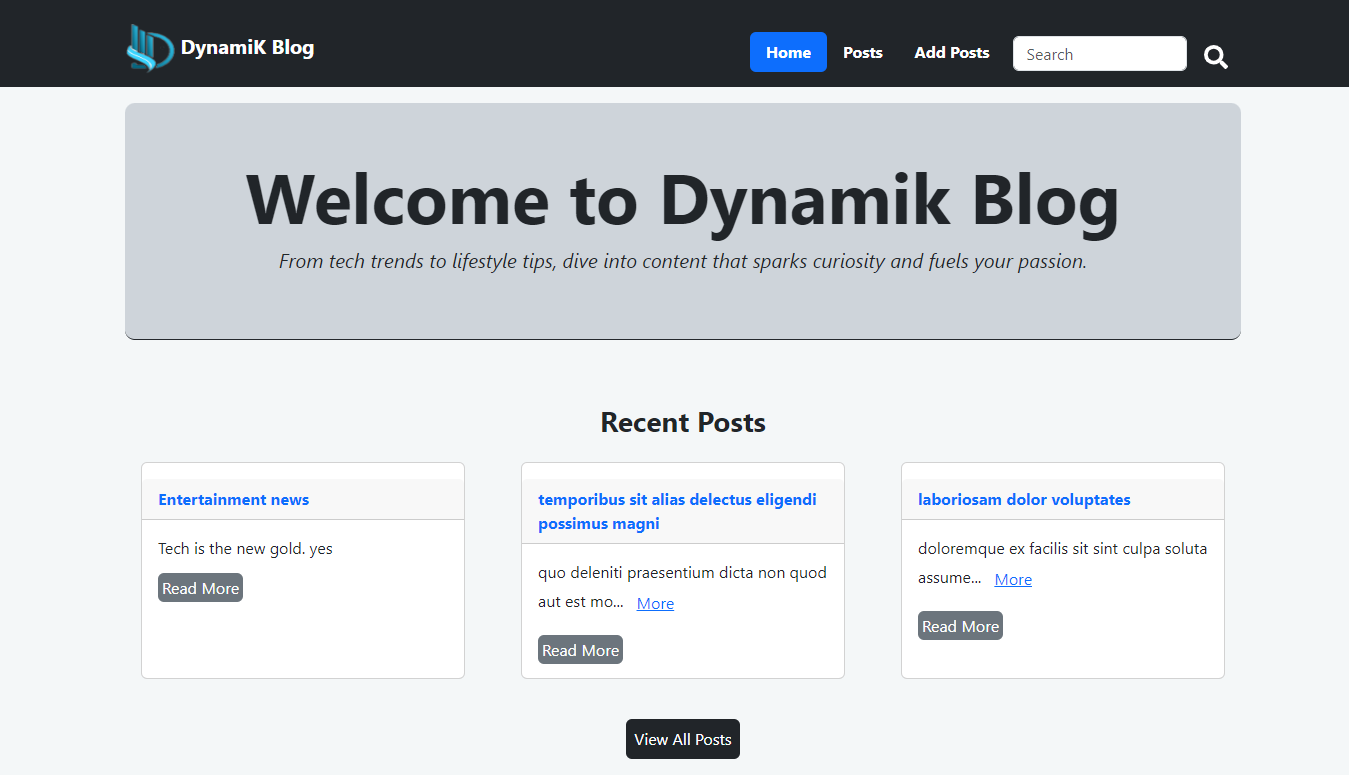 DynamiK Blog
Home
Posts
Add Posts
Search
Welcome to Dynamik Blog
From tech trends to lifestyle tips, dive into content that sparks curiosity and fuels your passion.
Recent Posts
Entertainment news
Tech is the new gold. yes
Read More
temporibus sit alias delectus eligendi
possimus magni
quo deleniti praesentium dicta non quod
aut est mo... More
Read More
laboriosam dolor voluptates
doloremque ex facilis sit sint culpa soluta
assume... More
Read More
View All Posts